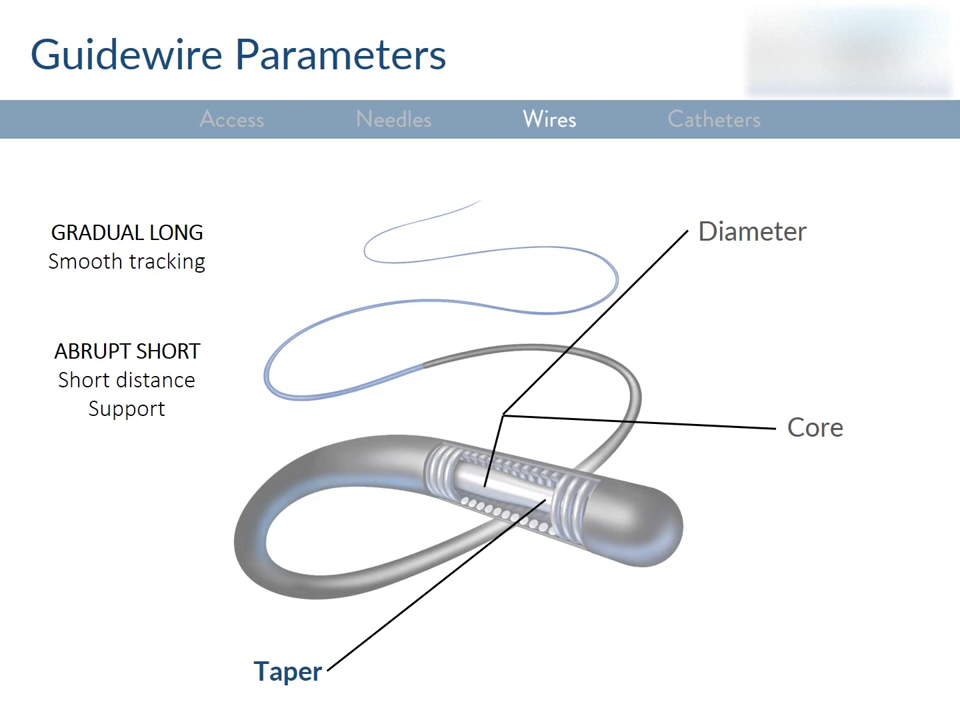 Guidewire Parameters
Access Needles Wires Catheters
GRADUAL LONG
Smooth tracking
Diameter
ABRUPT SHORT
Short distance
Support
Core
Taper